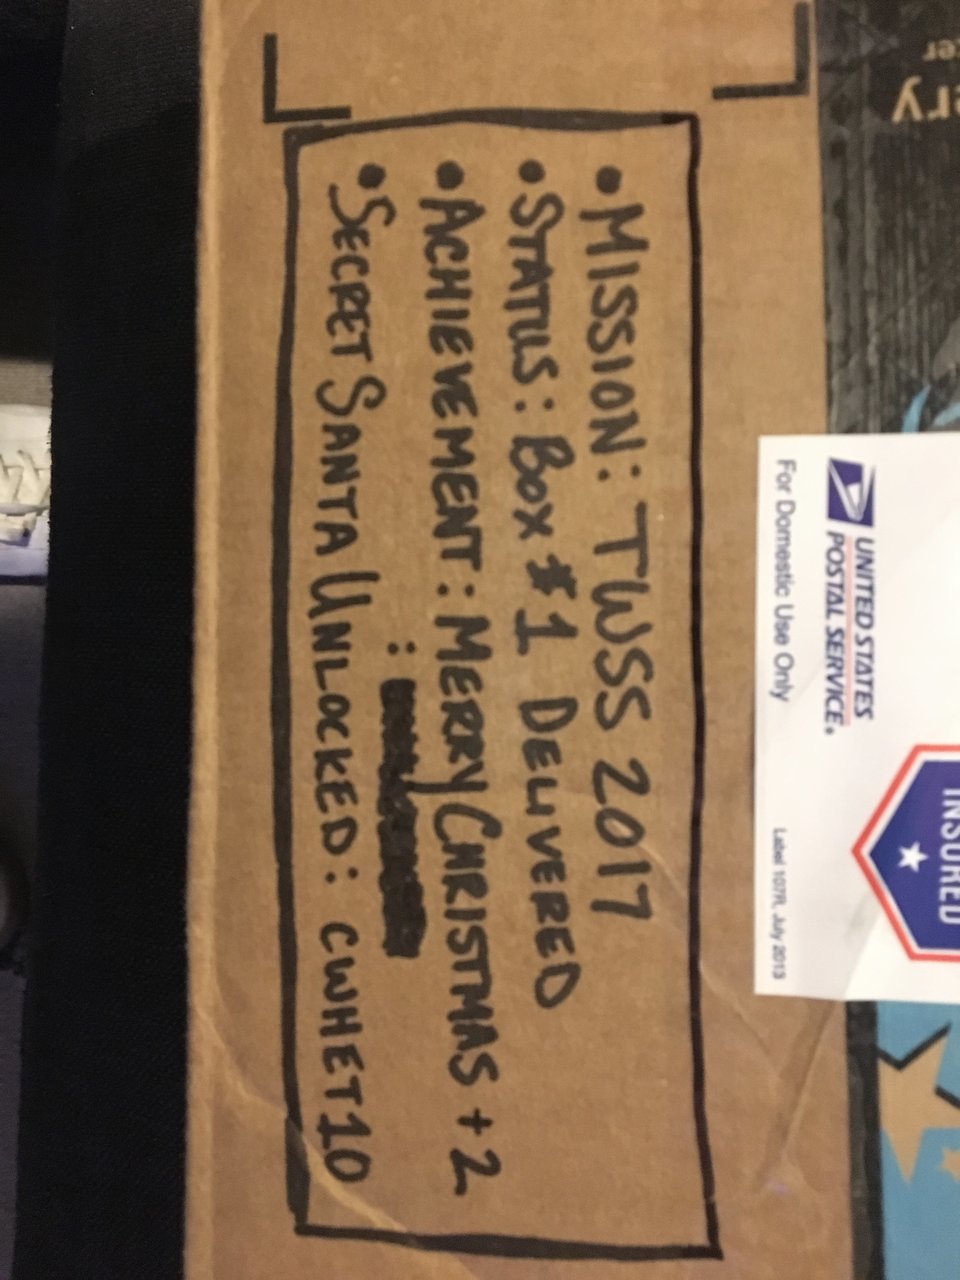 • MISSION: TWSS 2017
• STATUS: BOX #1 DELIVERED
• ACHIEVEMENT: MERRY CHRISTMAS +2
:
• SECRET SANTA UNLOCKED: CWHET10
UNITED STATES
POSTAL SERVICE®
For Domestic Use Only
Label 107R, July 2013
INSURED